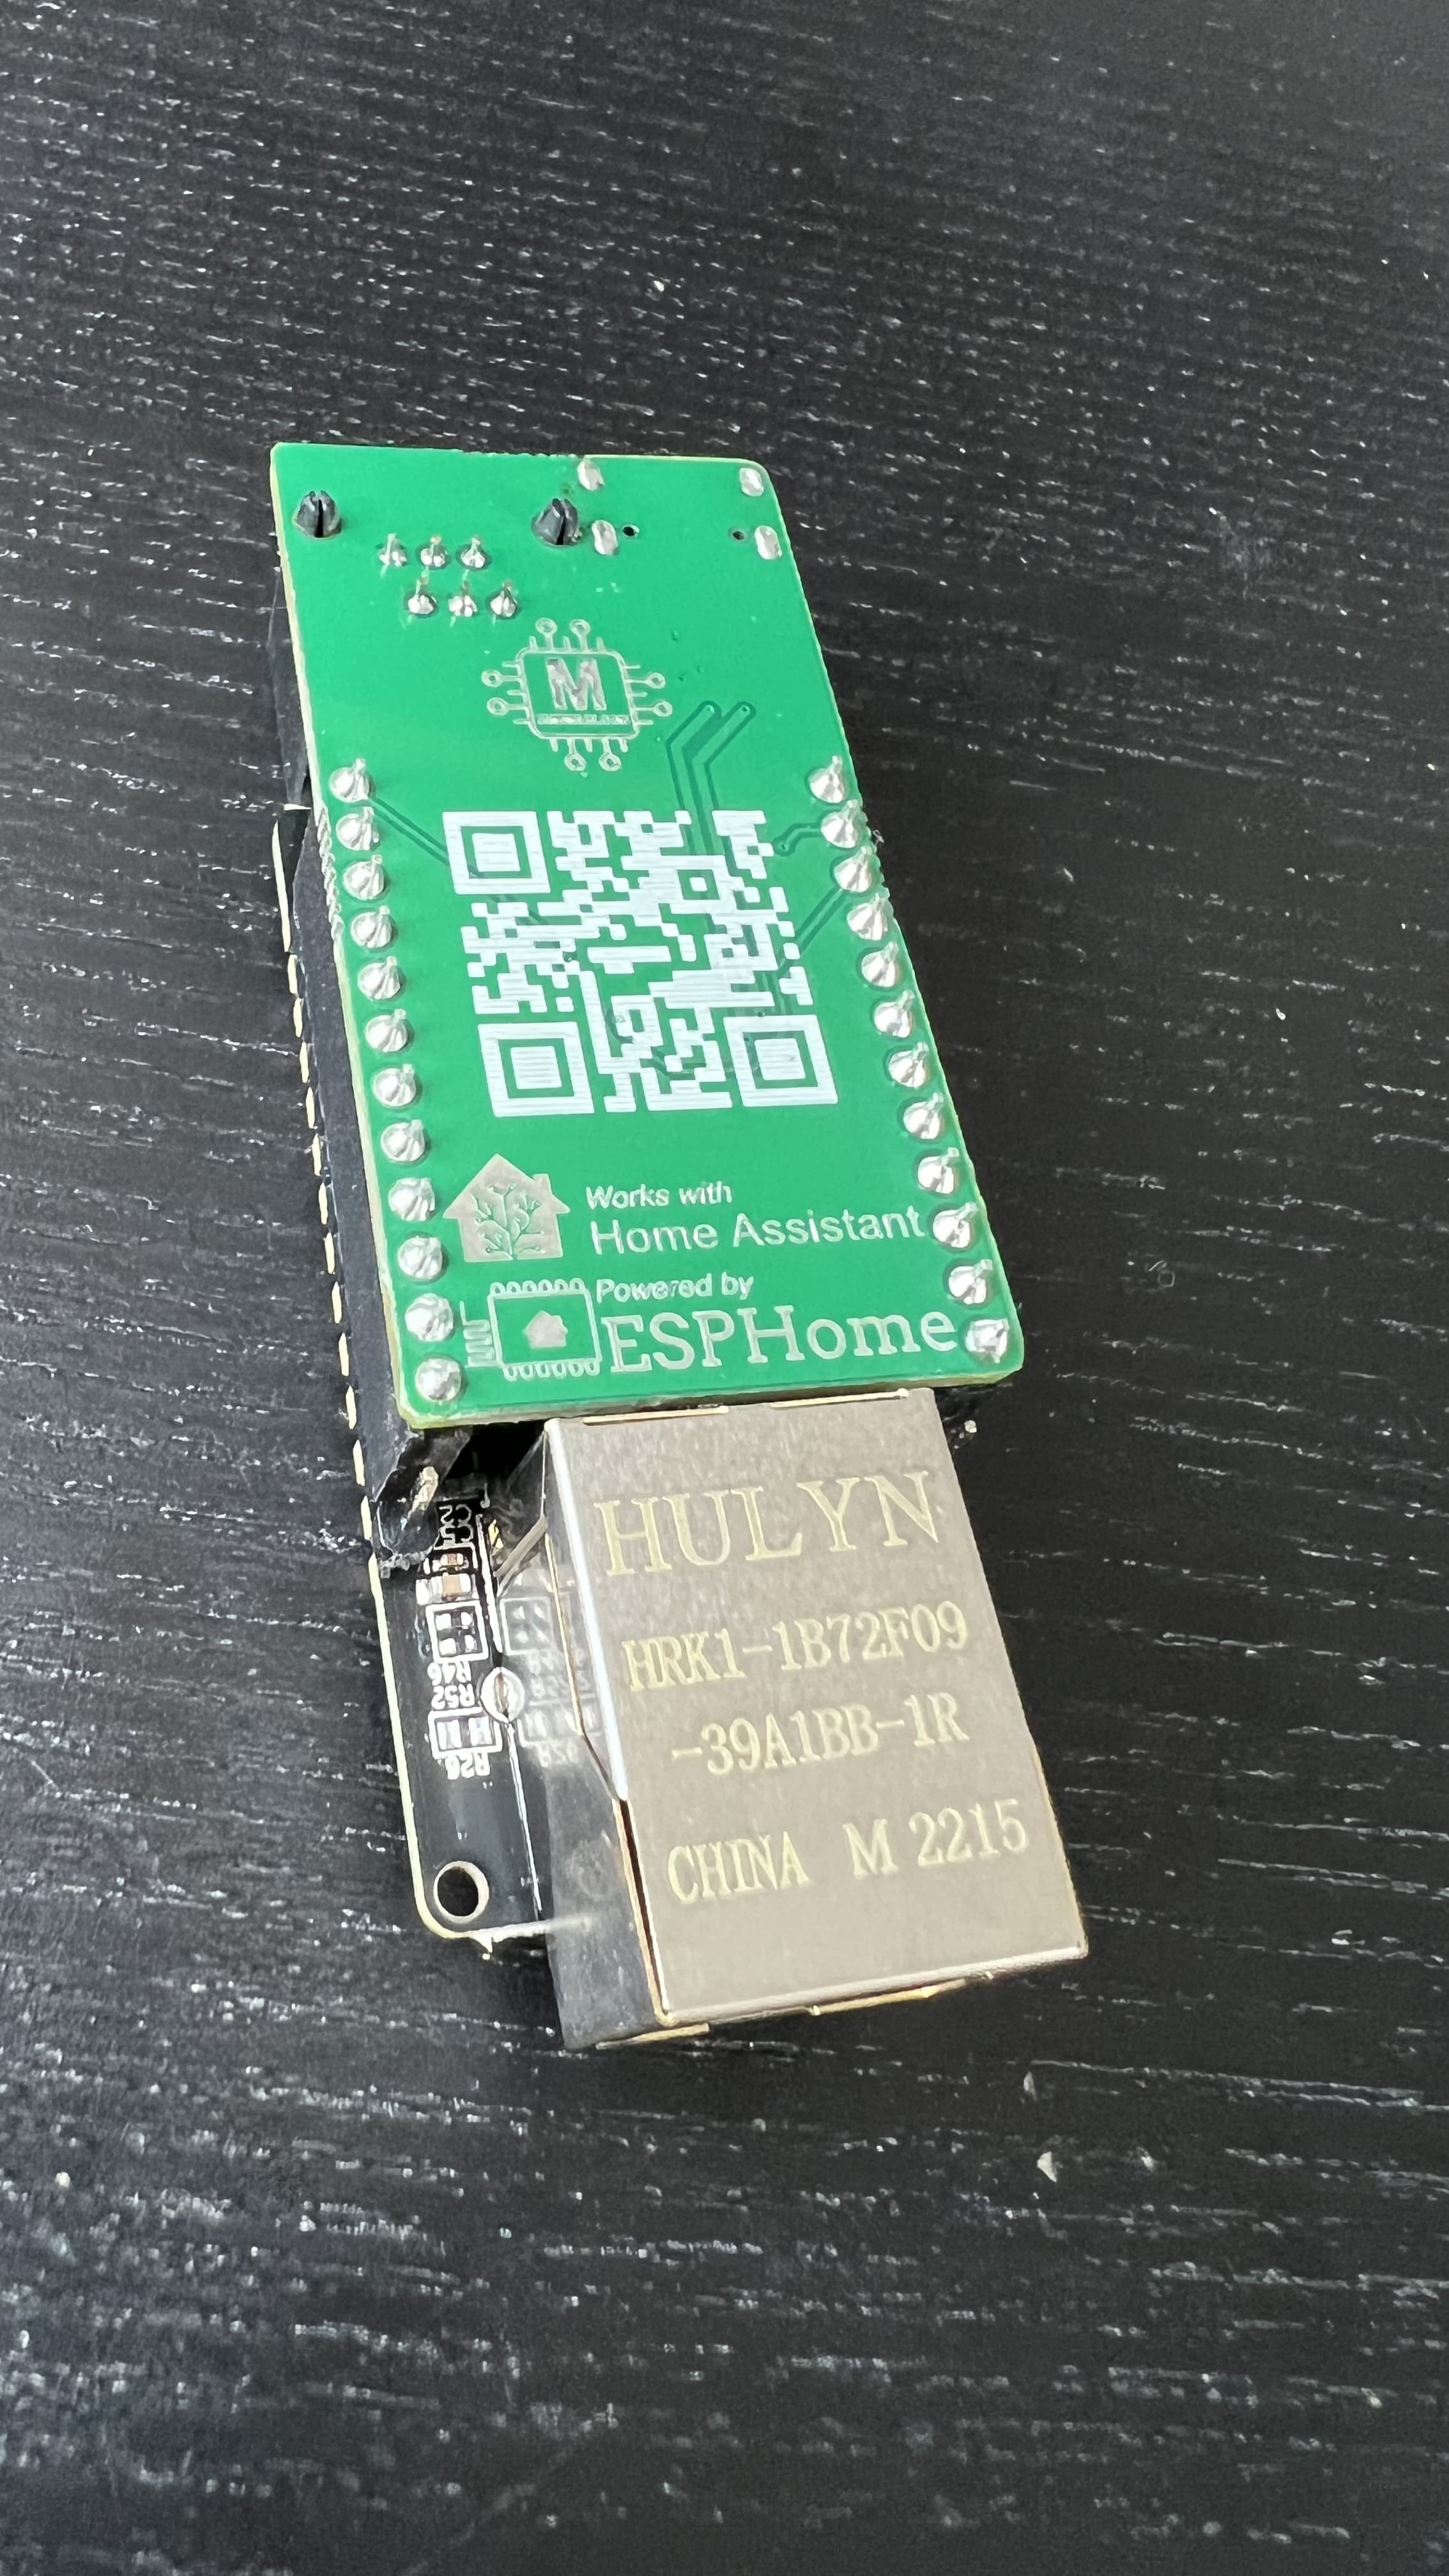 M
Works with
Home Assistant
Powered by
ESPHome
HULYN
HRK1-1B72F09
-39A1BB-1R
CHINA M 2215
R46
R52
R26